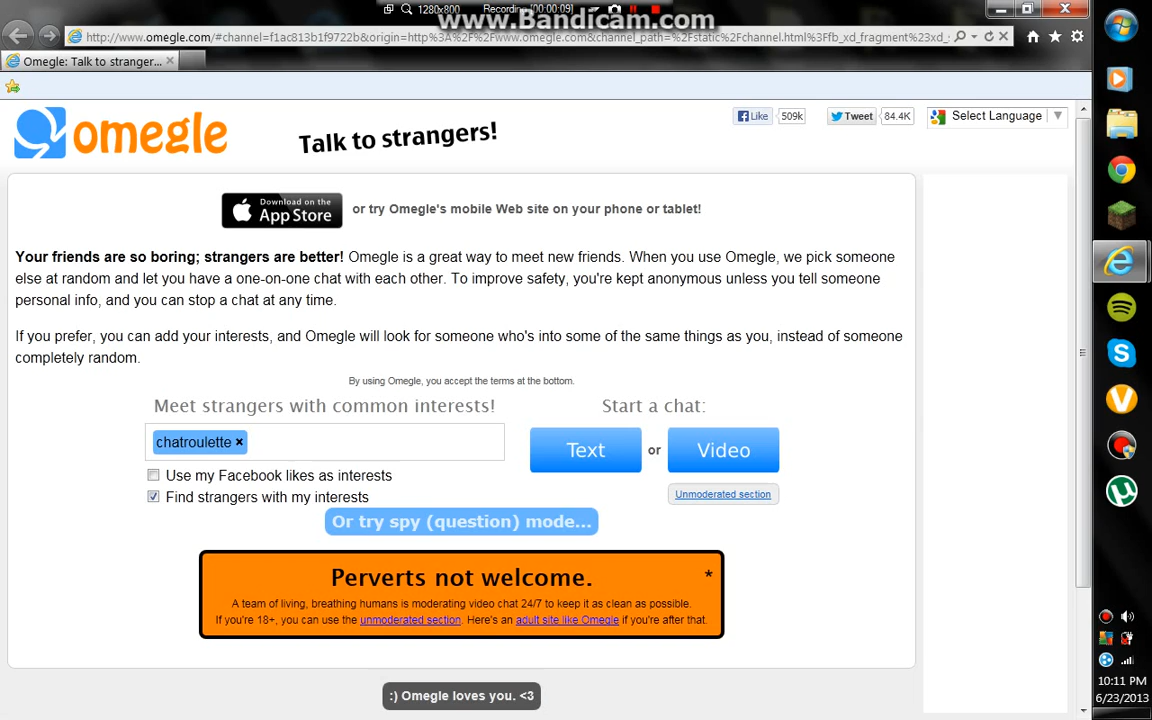 1280x800 Recording [00:00:09]
www.Bandicam.com
http://www.omegle.com/#channel=f1ac813b1f9722b&origin=http%3A%2F%2Fwww.omegle.com&channel_path=%2Fstatic%2Fchannel.html%3Ffb_xd_fragment%23xd_
Omegle: Talk to stranger...
omegle
Talk to strangers!
Like 509k Tweet 84.4K Select Language
Download on the
App Store
or try Omegle's mobile Web site on your phone or tablet!
Your friends are so boring; strangers are better! Omegle is a great way to meet new friends. When you use Omegle, we pick someone
else at random and let you have a one-on-one chat with each other. To improve safety, you're kept anonymous unless you tell someone
personal info, and you can stop a chat at any time.
If you prefer, you can add your interests, and Omegle will look for someone who's into some of the same things as you, instead of someone
completely random.
By using Omegle, you accept the terms at the bottom.
Meet strangers with common interests!
Start a chat:
chatroulette ×
Text or Video
Use my Facebook likes as interests
Find strangers with my interests
Unmoderated section
Or try spy (question) mode...
Perverts not welcome. *
A team of living, breathing humans is moderating video chat 24/7 to keep it as clean as possible.
If you're 18+, you can use the unmoderated section. Here's an adult site like Omegle if you're after that.
:) Omegle loves you. <3
10:11 PM
6/23/2013